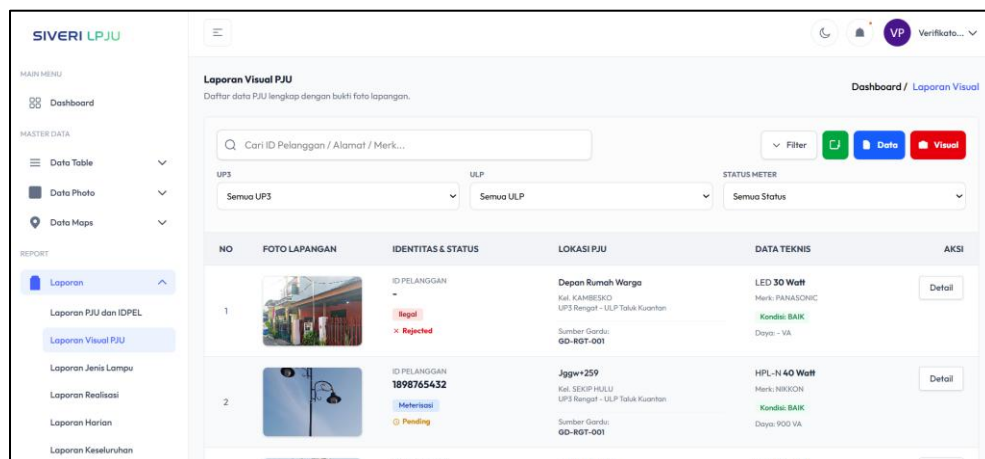 SIVERI LPJU
VP Verifikato...
MAIN MENU
Dashboard
MASTER DATA
Data Table
Data Photo
Data Maps
REPORT
Laporan
Laporan PJU dan IDPEL
Laporan Visual PJU
Laporan Jenis Lampu
Laporan Realisasi
Laporan Harian
Laporan Keseluruhan
Laporan Visual PJU
Daftar data PJU lengkap dengan bukti foto lapangan.
Dashboard / Laporan Visual
Cari ID Pelanggan / Alamat / Merk...
Filter
Data
Visual
UP3 ULP STATUS METER
Semua UP3 Semua ULP Semua Status
NO FOTO LAPANGAN IDENTITAS & STATUS LOKASI PJU DATA TEKNIS AKSI
1
ID PELANGGAN
-
Ilegal
× Rejected
Depan Rumah Warga
Kel. KAMBESKO
UP3 Rengat - ULP Taluk Kuantan
Sumber Gardu:
GD-RGT-001
LED 30 Watt
Merk: PANASONIC
Kondisi: BAIK
Daya: - VA
Detail
2
ID PELANGGAN
1898765432
Meterisasi
Pending
Jggw+259
Kel. SEKIP HULU
UP3 Rengat - ULP Taluk Kuantan
Sumber Gardu:
GD-RGT-001
HPL-N 40 Watt
Merk: NIKKON
Kondisi: BAIK
Daya: 900 VA
Detail